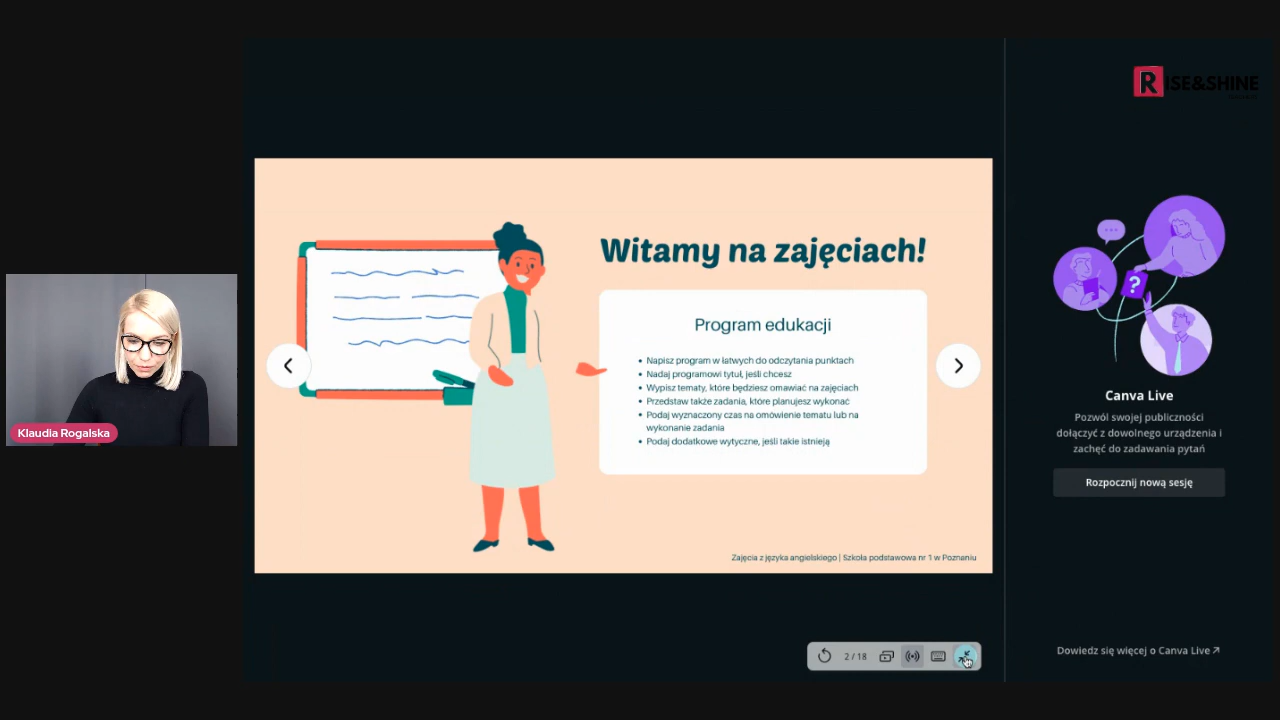 RISE&SHINE
Klaudia Rogalska
Witamy na zajęciach!
Program edukacji
• Napisz program w łatwych do odczytania punktach
• Nadaj programowi tytuł, jeśli chcesz
• Wypisz tematy, które będziesz omawiać na zajęciach
• Przedstaw także zadania, które planujesz wykonać
• Podaj wyznaczony czas na omówienie tematu lub na
wykonanie zadania
• Podaj dodatkowe wytyczne, jeśli takie istnieją
Zajęcia z języka angielskiego | Szkoła podstawowa nr 1 w Poznaniu
2 / 18
?
Canva Live
Pozwól swojej publiczności
dołączyć z dowolnego urządzenia i
zachęć do zadawania pytań
Rozpocznij nową sesję
Dowiedz się więcej o Canva Live